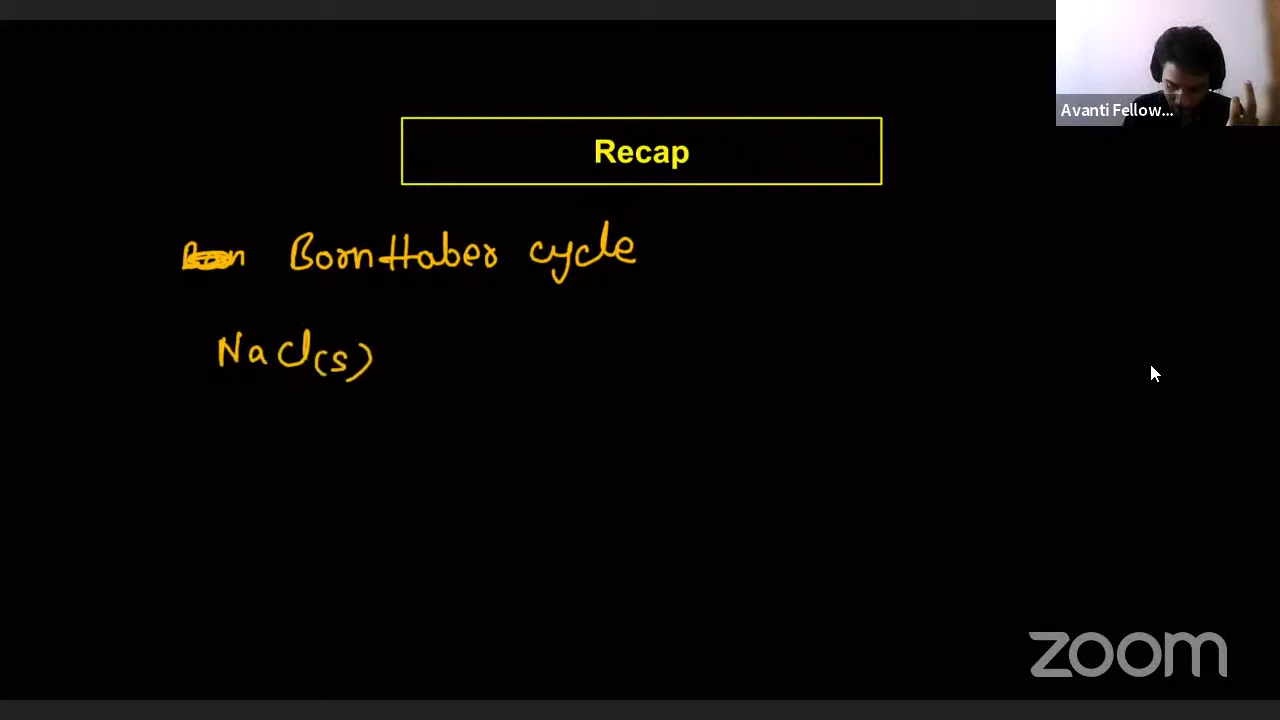 Avanti Fellow...
Recap
Born Haber cycle
NaCl(s)
zoom